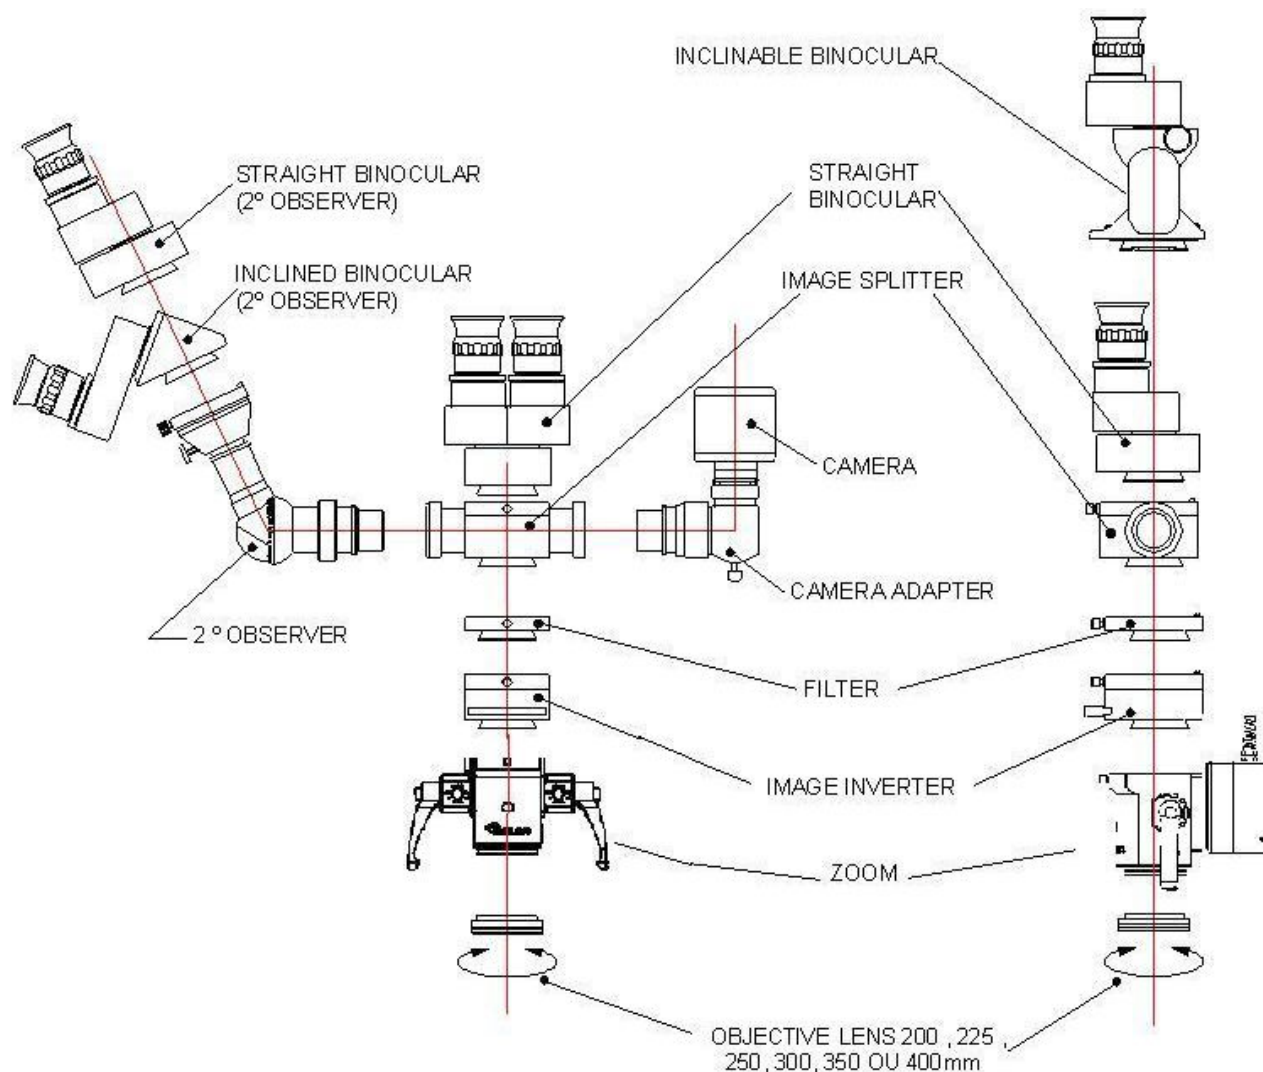 INCLINABLE BINOCULAR
STRAIGHT BINOCULAR
(2º OBSERVER)
STRAIGHT
BINOCULAR
INCLINED BINOCULAR
(2º OBSERVER)
IMAGE SPLITTER
CAMERA
CAMERA ADAPTER
2 º OBSERVER
FILTER
IMAGE INVERTER
ZOOM
OBJECTIVE LENS 200 , 225 ,
250, 300, 350 OU 400mm